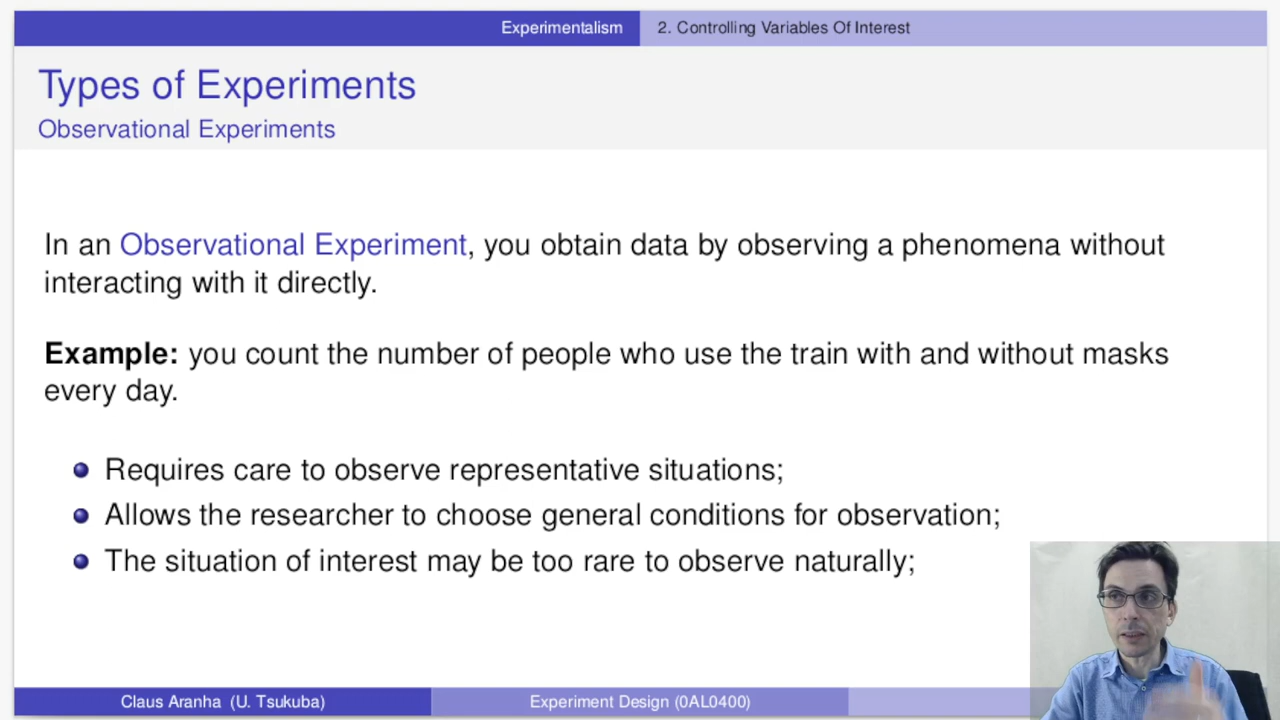 Experimentalism
2. Controlling Variables Of Interest
Types of Experiments
Observational Experiments
In an Observational Experiment, you obtain data by observing a phenomena without
interacting with it directly.
Example: you count the number of people who use the train with and without masks
every day.
Requires care to observe representative situations;
Allows the researcher to choose general conditions for observation;
The situation of interest may be too rare to observe naturally;
Claus Aranha (U. Tsukuba)
Experiment Design (0AL0400)